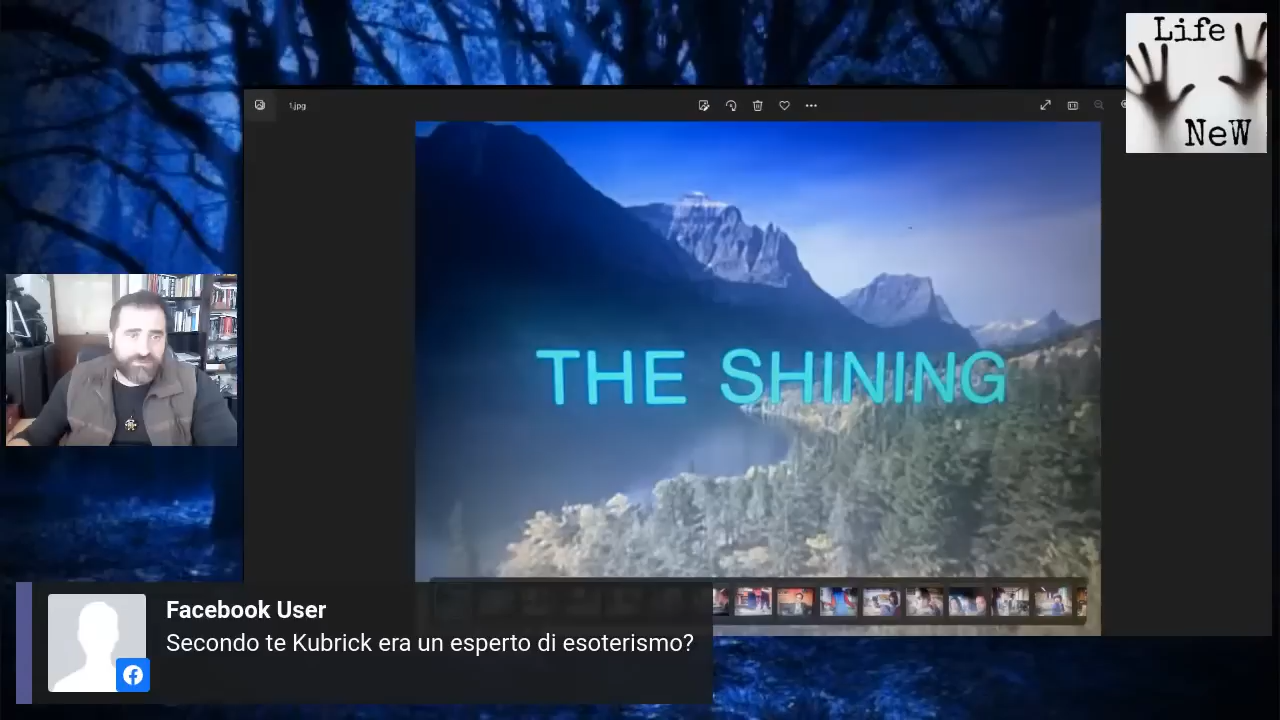 Life
NeW
1.jpg
THE SHINING
Facebook User
Secondo te Kubrick era un esperto di esoterismo?